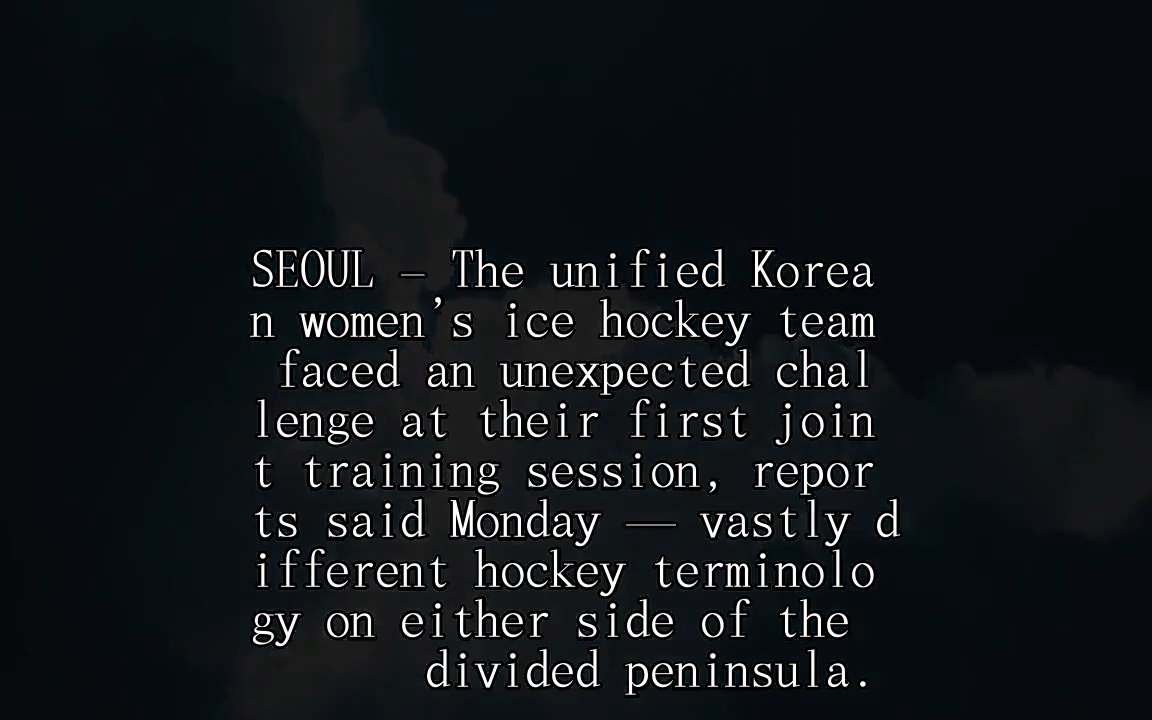 SEOUL – The unified Korea
n women’s ice hockey team
faced an unexpected chal
lenge at their first join
t training session, repor
ts said Monday — vastly d
ifferent hockey terminolo
gy on either side of the
divided peninsula.